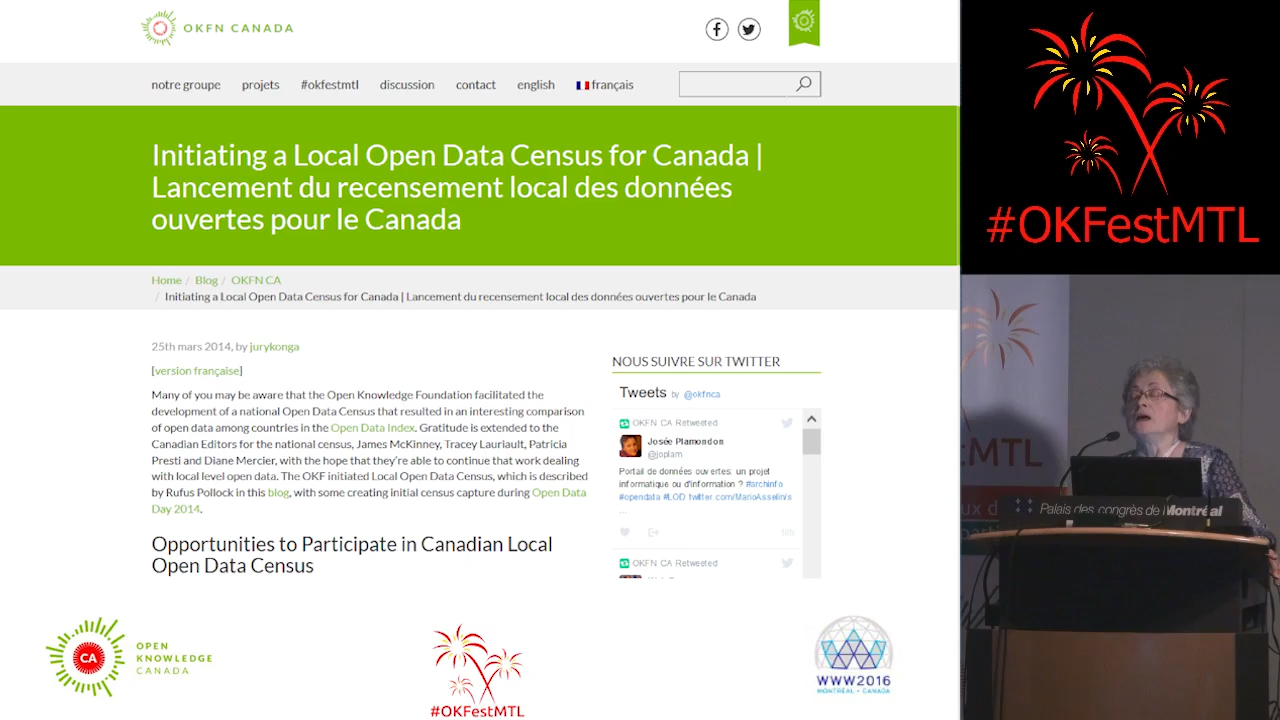 OKFN CANADA
notre groupe projets #okfestmtl discussion contact english français
Initiating a Local Open Data Census for Canada |
Lancement du recensement local des données
ouvertes pour le Canada
Home / Blog / OKFN CA
/ Initiating a Local Open Data Census for Canada | Lancement du recensement local des données ouvertes pour le Canada
25th mars 2014, by jurykonga
[version française]
Many of you may be aware that the Open Knowledge Foundation facilitated the
development of a national Open Data Census that resulted in an interesting comparison
of open data among countries in the Open Data Index. Gratitude is extended to the
Canadian Editors for the national census, James McKinney, Tracey Lauriault, Patricia
Presti and Diane Mercier, with the hope that they're able to continue that work dealing
with local level open data. The OKF initiated Local Open Data Census, which is described
by Rufus Pollock in this blog, with some creating initial census capture during Open Data
Day 2014.
Opportunities to Participate in Canadian Local
Open Data Census
NOUS SUIVRE SUR TWITTER
Tweets by @okfnca
OKFN CA Retweeted
Josée Plamondon
@joplam
Portail de données ouvertes: un projet
informatique ou d'information ? #archinfo
#opendata #LOD twitter.com/MarioAsselin/s
...
OKFN CA Retweeted
CA
OPEN
KNOWLEDGE
CANADA
#OKFestMTL
WWW2016
MONTRÉAL • CANADA
#OKFestMTL
MTL
Palais des congrès de Montréal